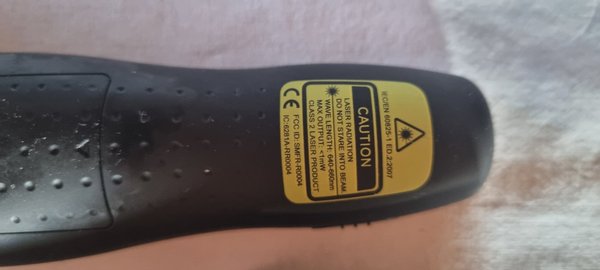 IEC/EN 60825-1 ED.2:2007
CAUTION
LASER RADIATION
DO NOT STARE INTO BEAM
WAVE LENGTH: 640-660nm
MAX OUTPUT: <1mW
CLASS 2 LASER PRODUCT
CE FCC ID: SMFR-R0004
IC:6281A-RR0004